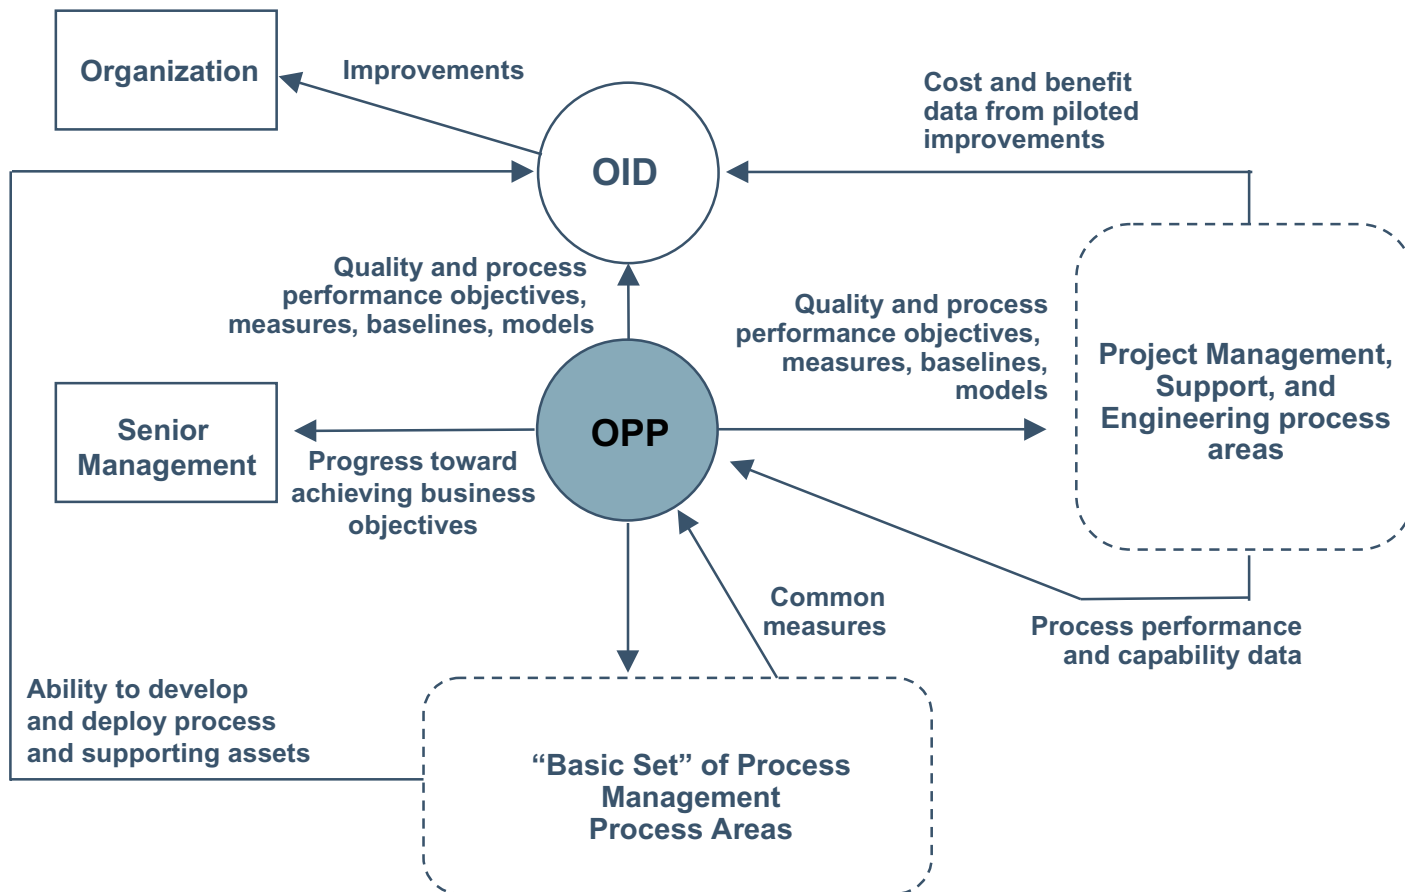 Organization
Improvements
Cost and benefit
data from piloted
improvements
OID
Quality and process
performance objectives,
measures, baselines, models
Quality and process
performance objectives,
measures, baselines,
models
Project Management,
Support, and
Engineering process
areas
Senior
Management
OPP
Progress toward
achieving business
objectives
Common
measures
Process performance
and capability data
Ability to develop
and deploy process
and supporting assets
“Basic Set” of Process
Management
Process Areas